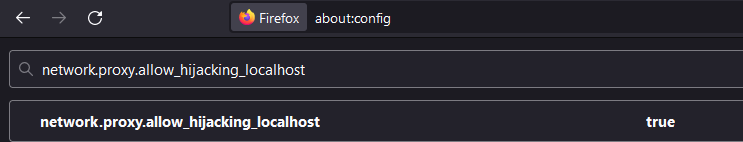 Firefox about:config
network.proxy.allow_hijacking_localhost
network.proxy.allow_hijacking_localhost true